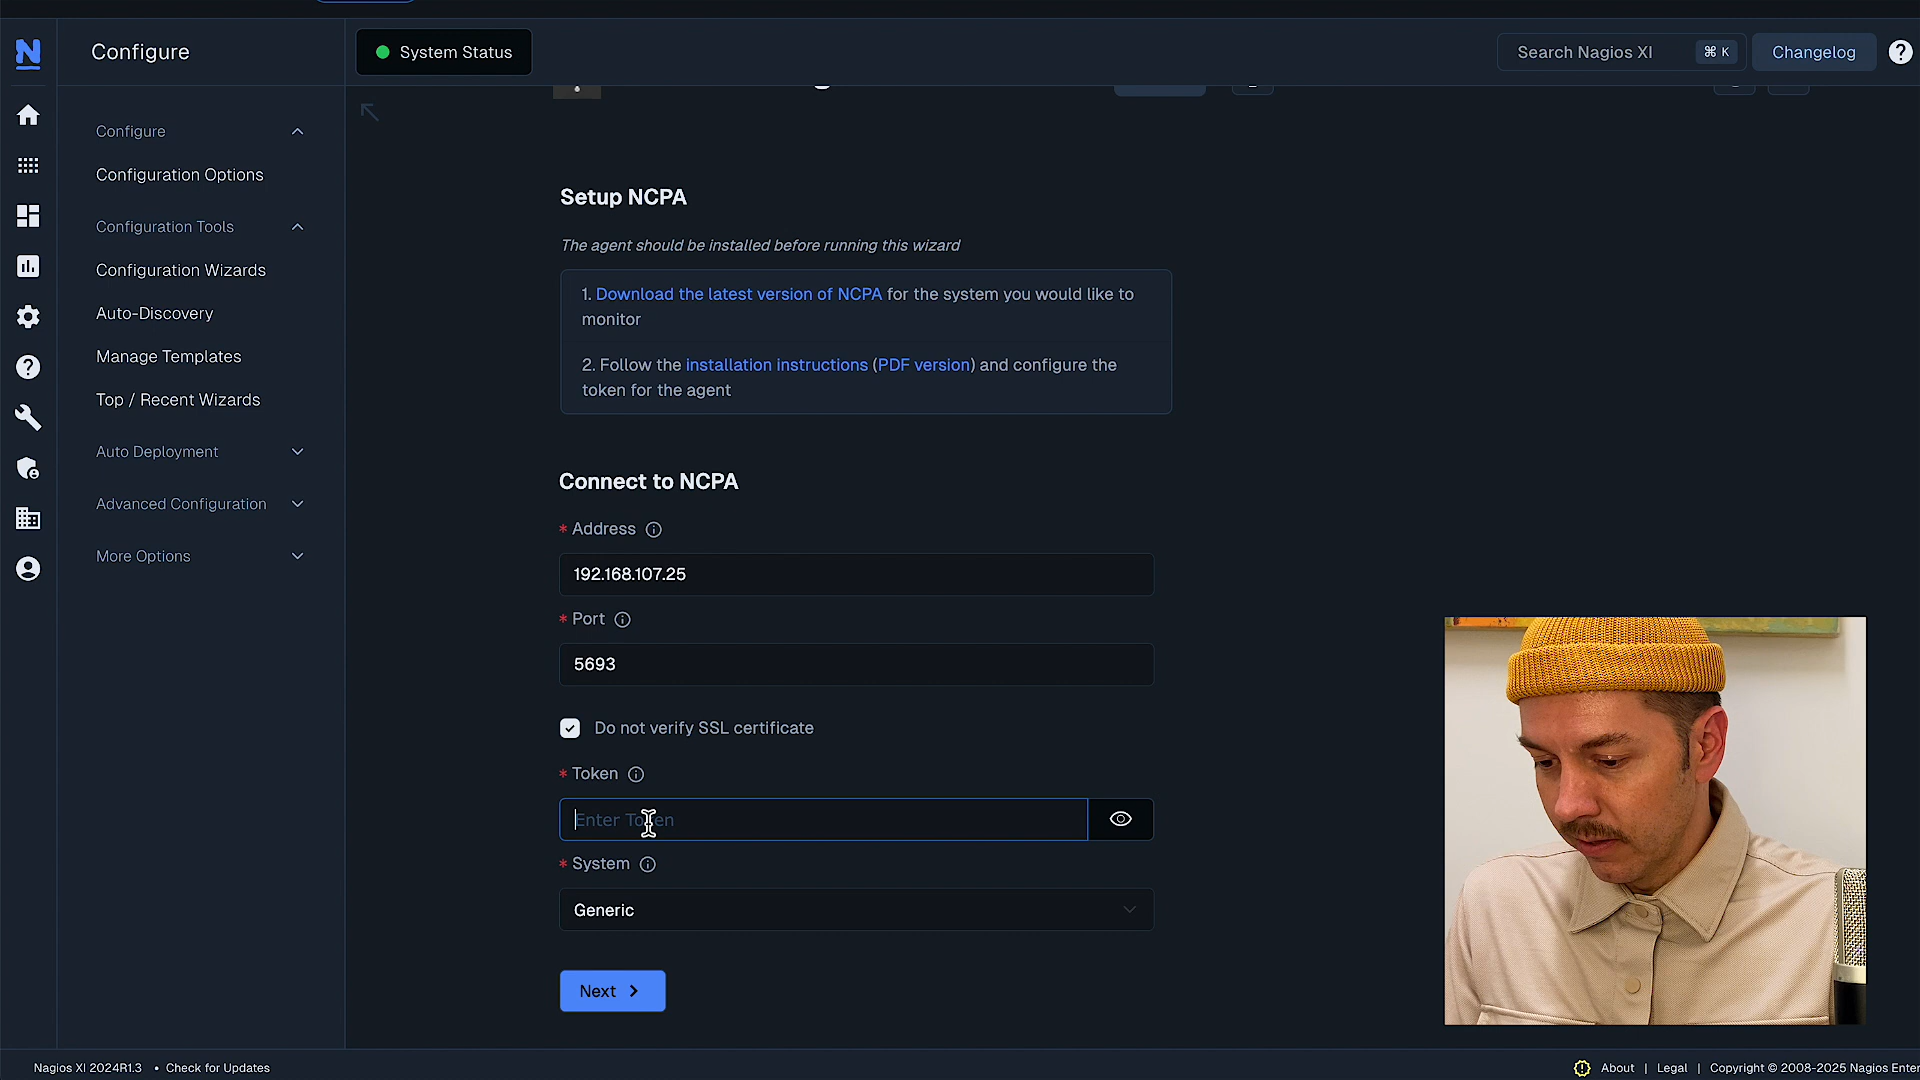 Configure
System Status
Search Nagios XI
⌘ K
Changelog
Configure
Configuration Options
Configuration Tools
Configuration Wizards
Auto-Discovery
Manage Templates
Top / Recent Wizards
Auto Deployment
Advanced Configuration
More Options
Setup NCPA
The agent should be installed before running this wizard
1. Download the latest version of NCPA for the system you would like to
monitor
2. Follow the installation instructions (PDF version) and configure the
token for the agent
Connect to NCPA
* Address
192.168.107.25
* Port
5693
Do not verify SSL certificate
* Token
Enter Token
* System
Generic
Next
Nagios XI 2024R1.3 • Check for Updates
About | Legal | Copyright © 2008-2025 Nagios Enter